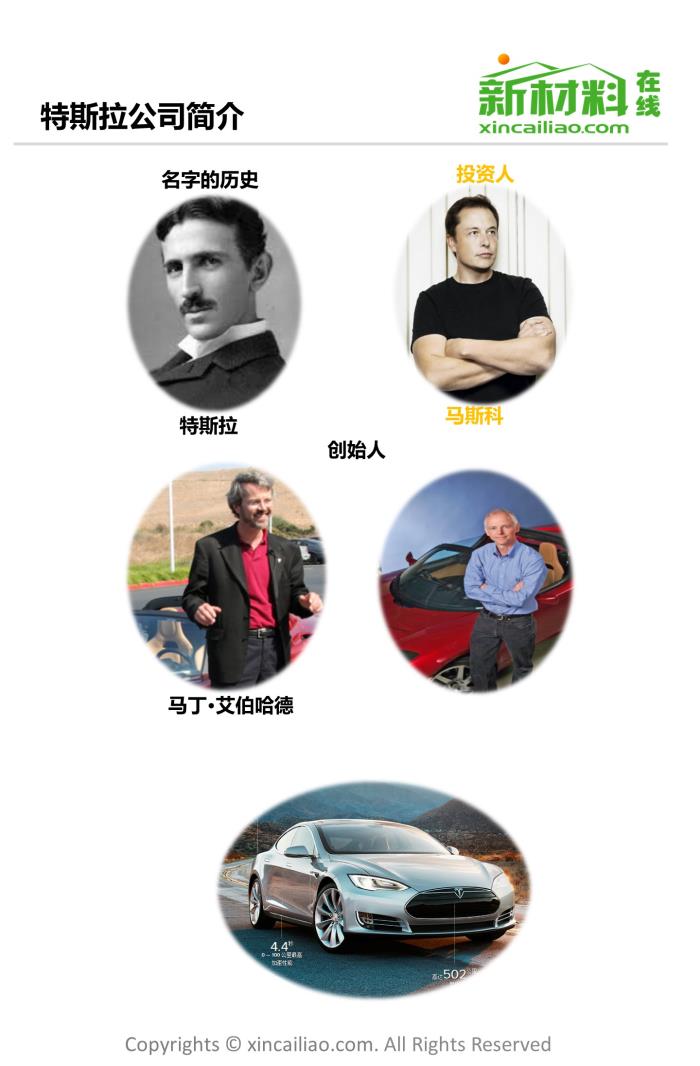 特斯拉公司简介
新材料
在线
xincailiao.com
名字的历史
投资人
特斯拉
马斯科
创始人
马丁·艾伯哈德
4.4秒
0 – 100 公里最高
加速性能
高达502公里
Copyrights © xincailiao.com. All Rights Reserved